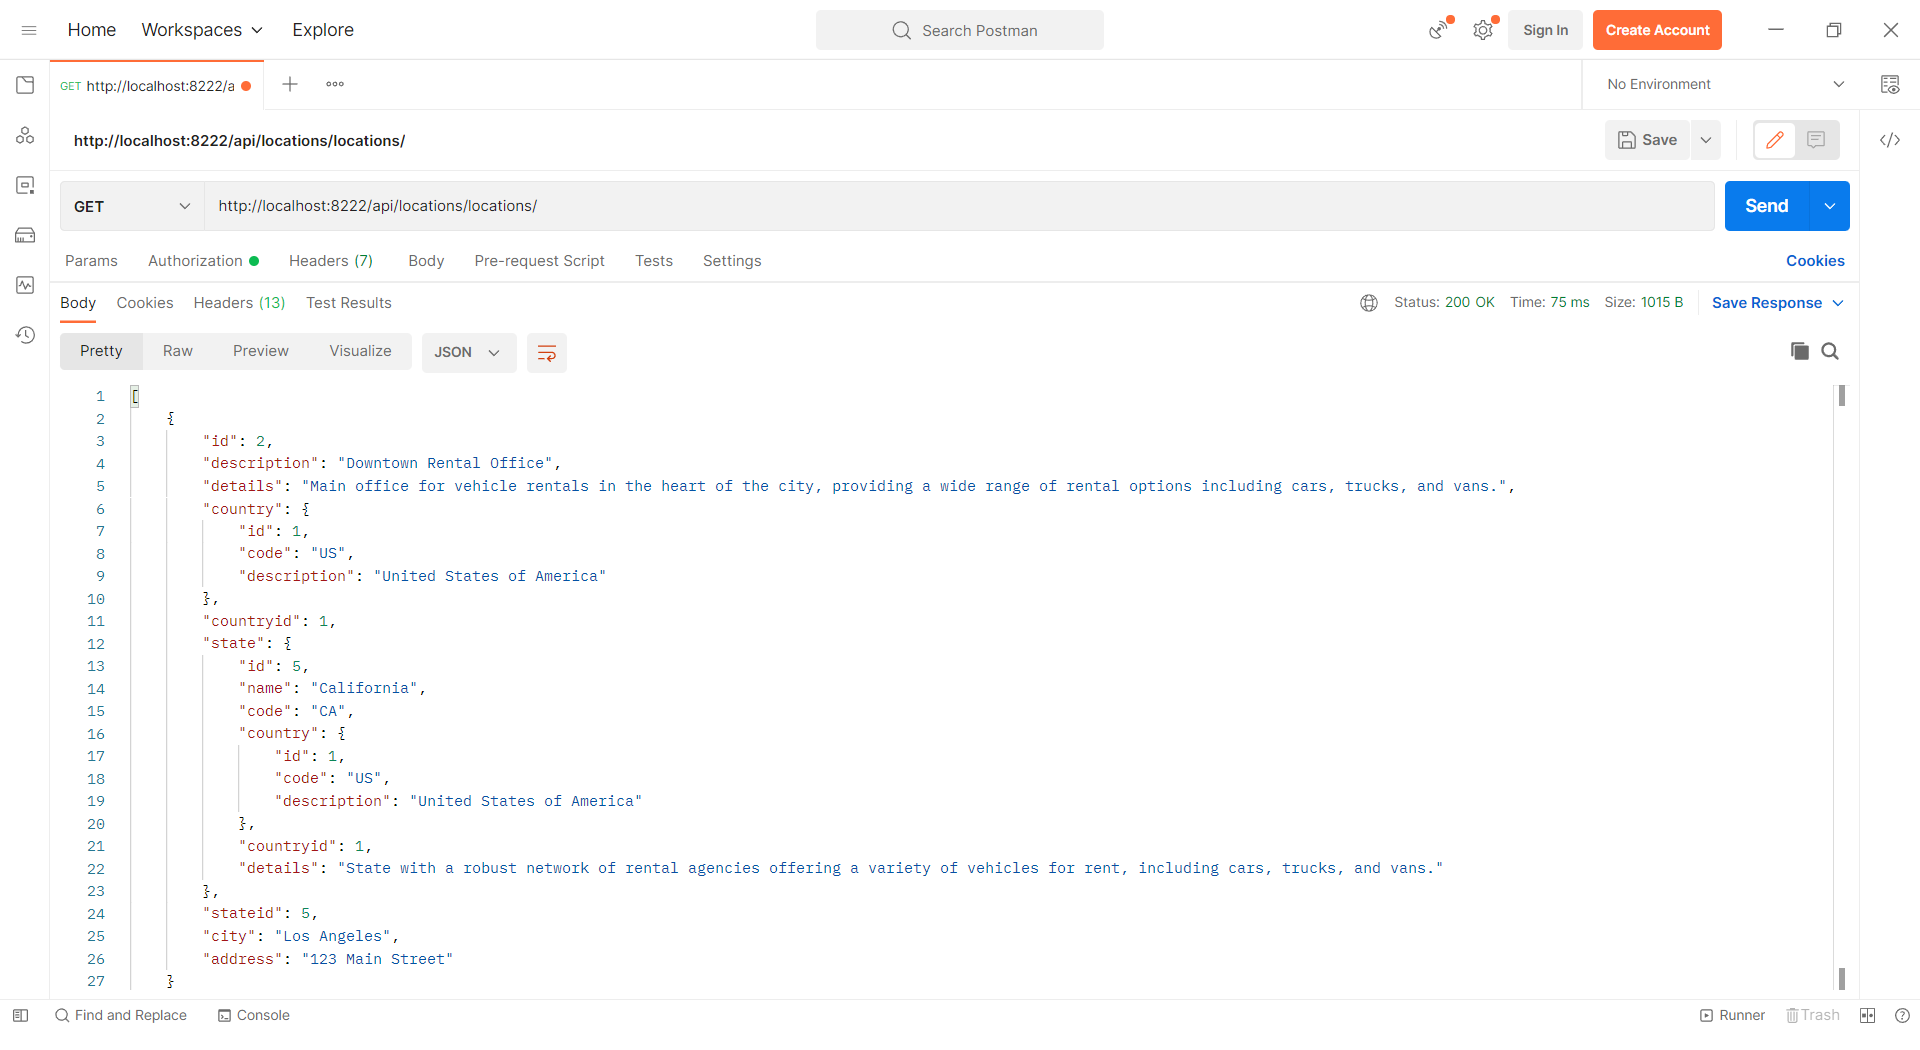 Home Workspaces Explore Search Postman Sign In Create Account
GET http://localhost:8222/a No Environment
http://localhost:8222/api/locations/locations/ Save
GET http://localhost:8222/api/locations/locations/ Send
Params Authorization Headers (7) Body Pre-request Script Tests Settings Cookies
Body Cookies Headers (13) Test Results Status: 200 OK Time: 75 ms Size: 1015 B Save Response
Pretty Raw Preview Visualize JSON
1 [
2 {
3 "id": 2,
4 "description": "Downtown Rental Office",
5 "details": "Main office for vehicle rentals in the heart of the city, providing a wide range of rental options including cars, trucks, and vans.",
6 "country": {
7 "id": 1,
8 "code": "US",
9 "description": "United States of America"
10 },
11 "countryid": 1,
12 "state": {
13 "id": 5,
14 "name": "California",
15 "code": "CA",
16 "country": {
17 "id": 1,
18 "code": "US",
19 "description": "United States of America"
20 },
21 "countryid": 1,
22 "details": "State with a robust network of rental agencies offering a variety of vehicles for rent, including cars, trucks, and vans."
23 },
24 "stateid": 5,
25 "city": "Los Angeles",
26 "address": "123 Main Street"
27 }
Find and Replace Console Runner Trash